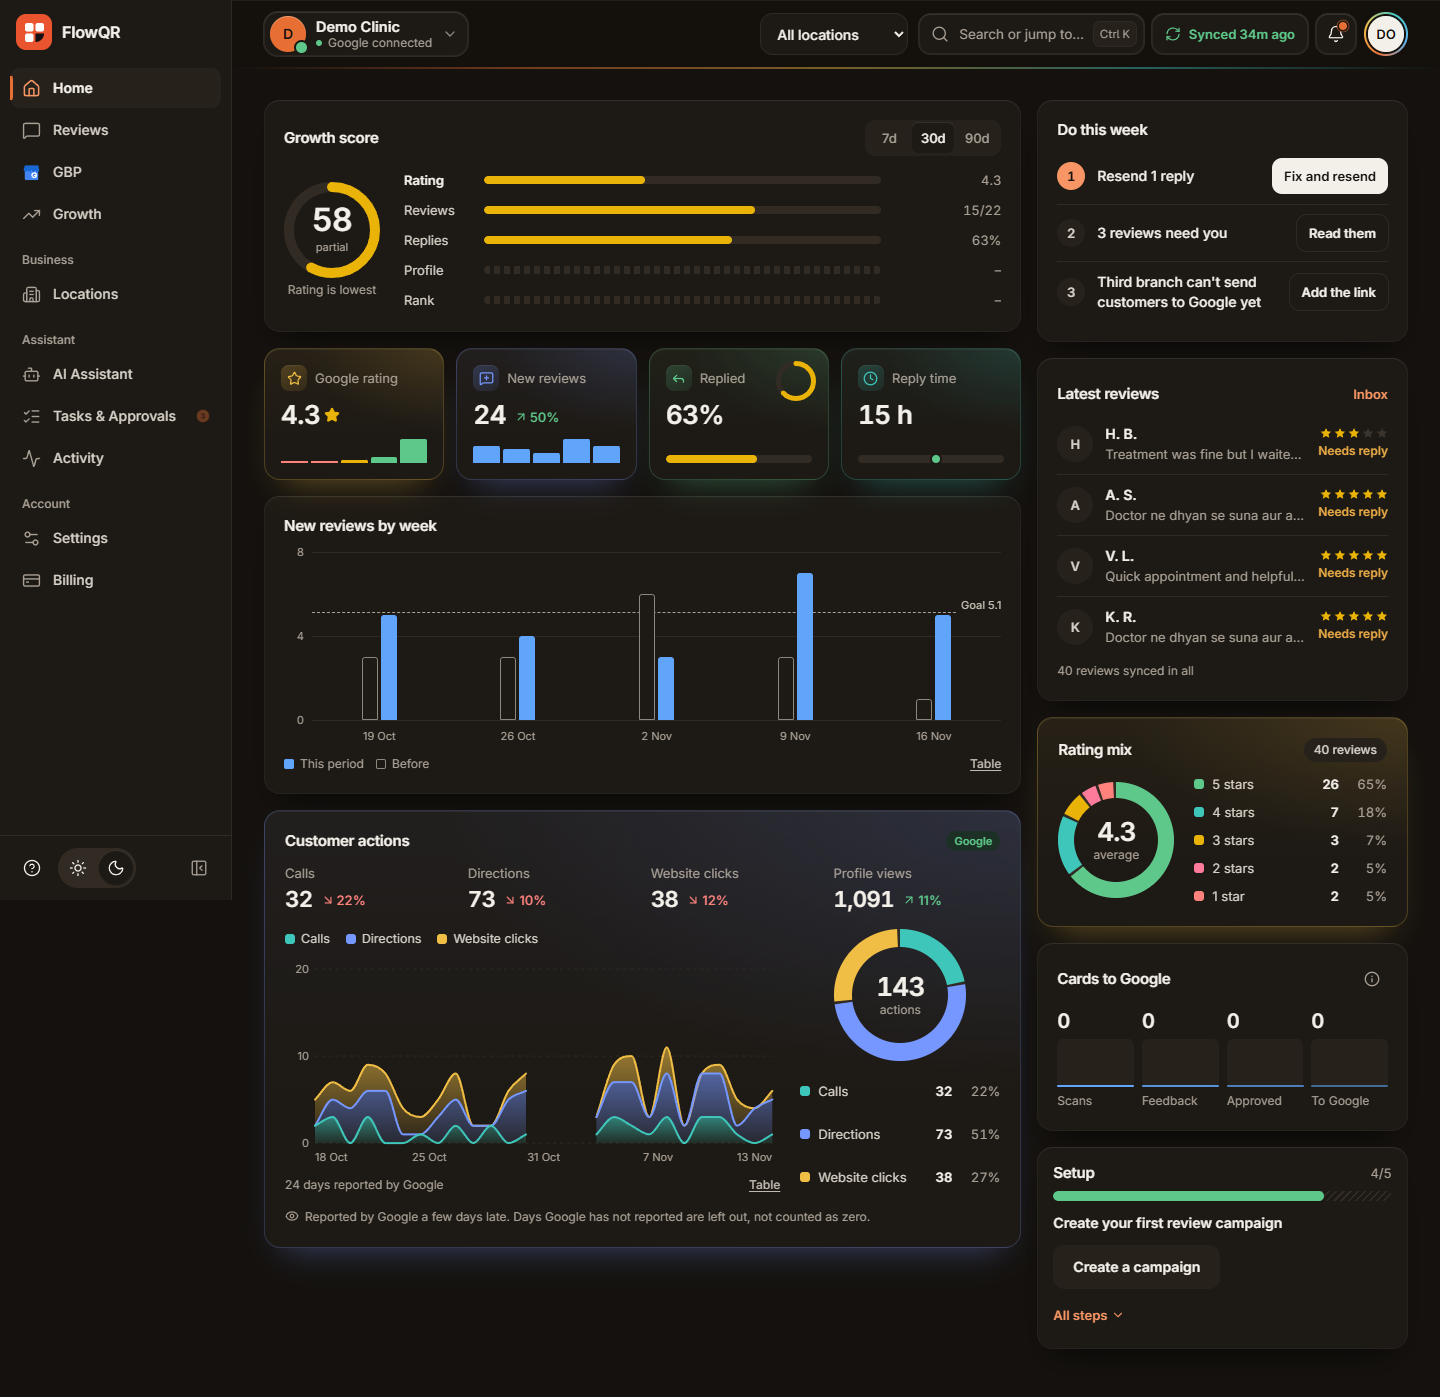 FlowQR
Home
Reviews
GBP
Growth
Business
Locations
Assistant
AI Assistant
Tasks & Approvals
Activity
Account
Settings
Billing
D
Demo Clinic
Google connected
All locations
Search or jump to...
Ctrl K
Synced 34m ago
DO
Growth score
7d
30d
90d
58
partial
Rating is lowest
Rating
4.3
Reviews
15/22
Replies
63%
Profile
–
Rank
–
Google rating
4.3
New reviews
24
50%
Replied
63%
Reply time
15 h
New reviews by week
8
4
0
Goal 5.1
19 Oct
26 Oct
2 Nov
9 Nov
16 Nov
This period
Before
Table
Customer actions
Google
Calls
32
22%
Directions
73
10%
Website clicks
38
12%
Profile views
1,091
11%
Calls
Directions
Website clicks
20
10
0
18 Oct
25 Oct
31 Oct
7 Nov
13 Nov
24 days reported by Google
Table
143
actions
Calls 32 22%
Directions 73 51%
Website clicks 38 27%
Reported by Google a few days late. Days Google has not reported are left out, not counted as zero.
Do this week
1
Resend 1 reply
Fix and resend
2
3 reviews need you
Read them
3
Third branch can't send
customers to Google yet
Add the link
Latest reviews
Inbox
H
H. B.
Treatment was fine but I waite...
Needs reply
A
A. S.
Doctor ne dhyan se suna aur a...
Needs reply
V
V. L.
Quick appointment and helpful...
Needs reply
K
K. R.
Doctor ne dhyan se suna aur a...
Needs reply
40 reviews synced in all
Rating mix
40 reviews
4.3
average
5 stars 26 65%
4 stars 7 18%
3 stars 3 7%
2 stars 2 5%
1 star 2 5%
Cards to Google
0
0
0
0
Scans
Feedback
Approved
To Google
Setup
4/5
Create your first review campaign
Create a campaign
All steps